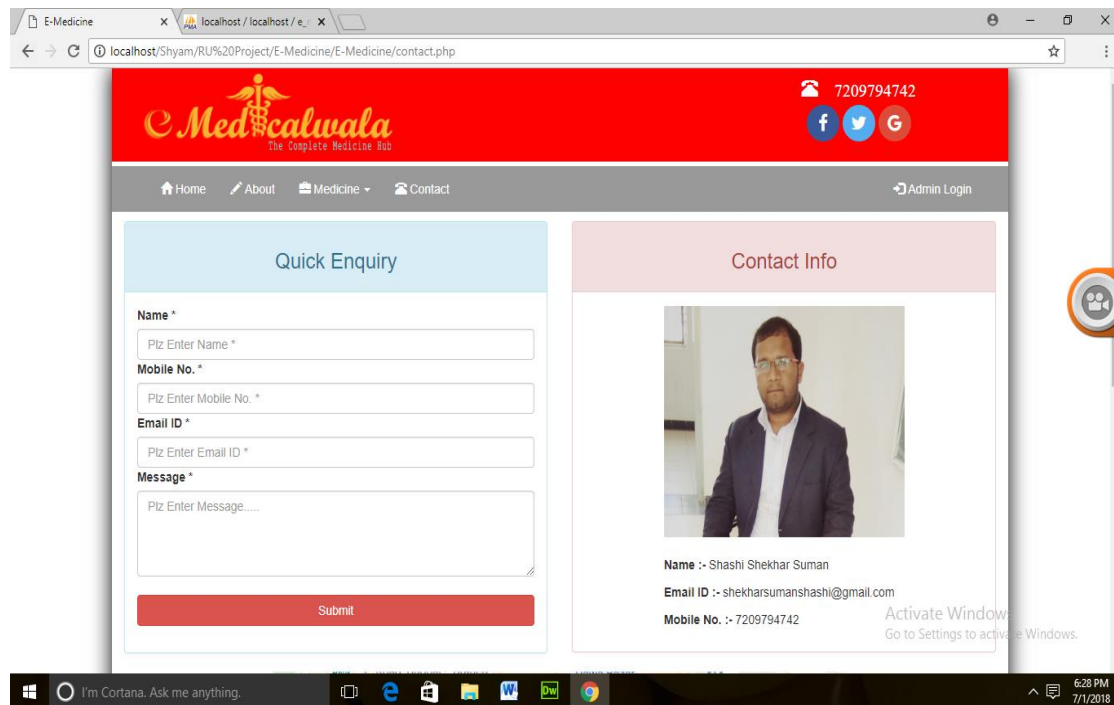 E-Medicine
localhost / localhost / e_
localhost/Shyam/RU%20Project/E-Medicine/E-Medicine/contact.php
e Medicalwala
The Complete Medicine Hub
7209794742
Home About Medicine Contact Admin Login
Quick Enquiry
Name *
Plz Enter Name *
Mobile No. *
Plz Enter Mobile No. *
Email ID *
Plz Enter Email ID *
Message *
Plz Enter Message.....
Submit
Contact Info
Name :- Shashi Shekhar Suman
Email ID :- shekharsumanshashi@gmail.com
Mobile No. :- 7209794742
Activate Windows
Go to Settings to activate Windows.
I'm Cortana. Ask me anything.
6:28 PM
7/1/2018